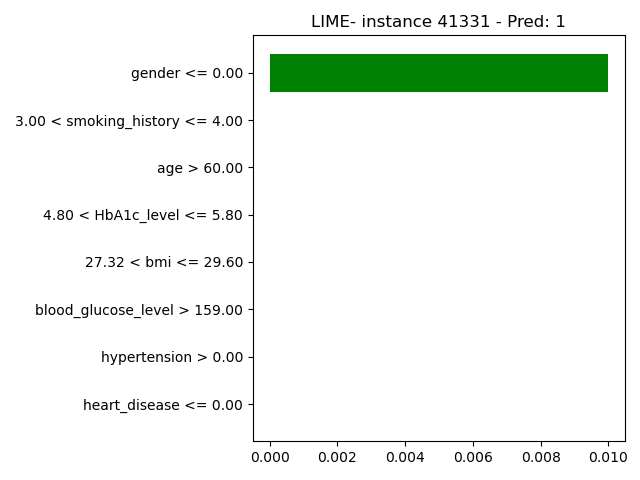 LIME- instance 41331 - Pred: 1
gender <= 0.00
3.00 < smoking_history <= 4.00
age > 60.00
4.80 < HbA1c_level <= 5.80
27.32 < bmi <= 29.60
blood_glucose_level > 159.00
hypertension > 0.00
heart_disease <= 0.00
0.000 0.002 0.004 0.006 0.008 0.010